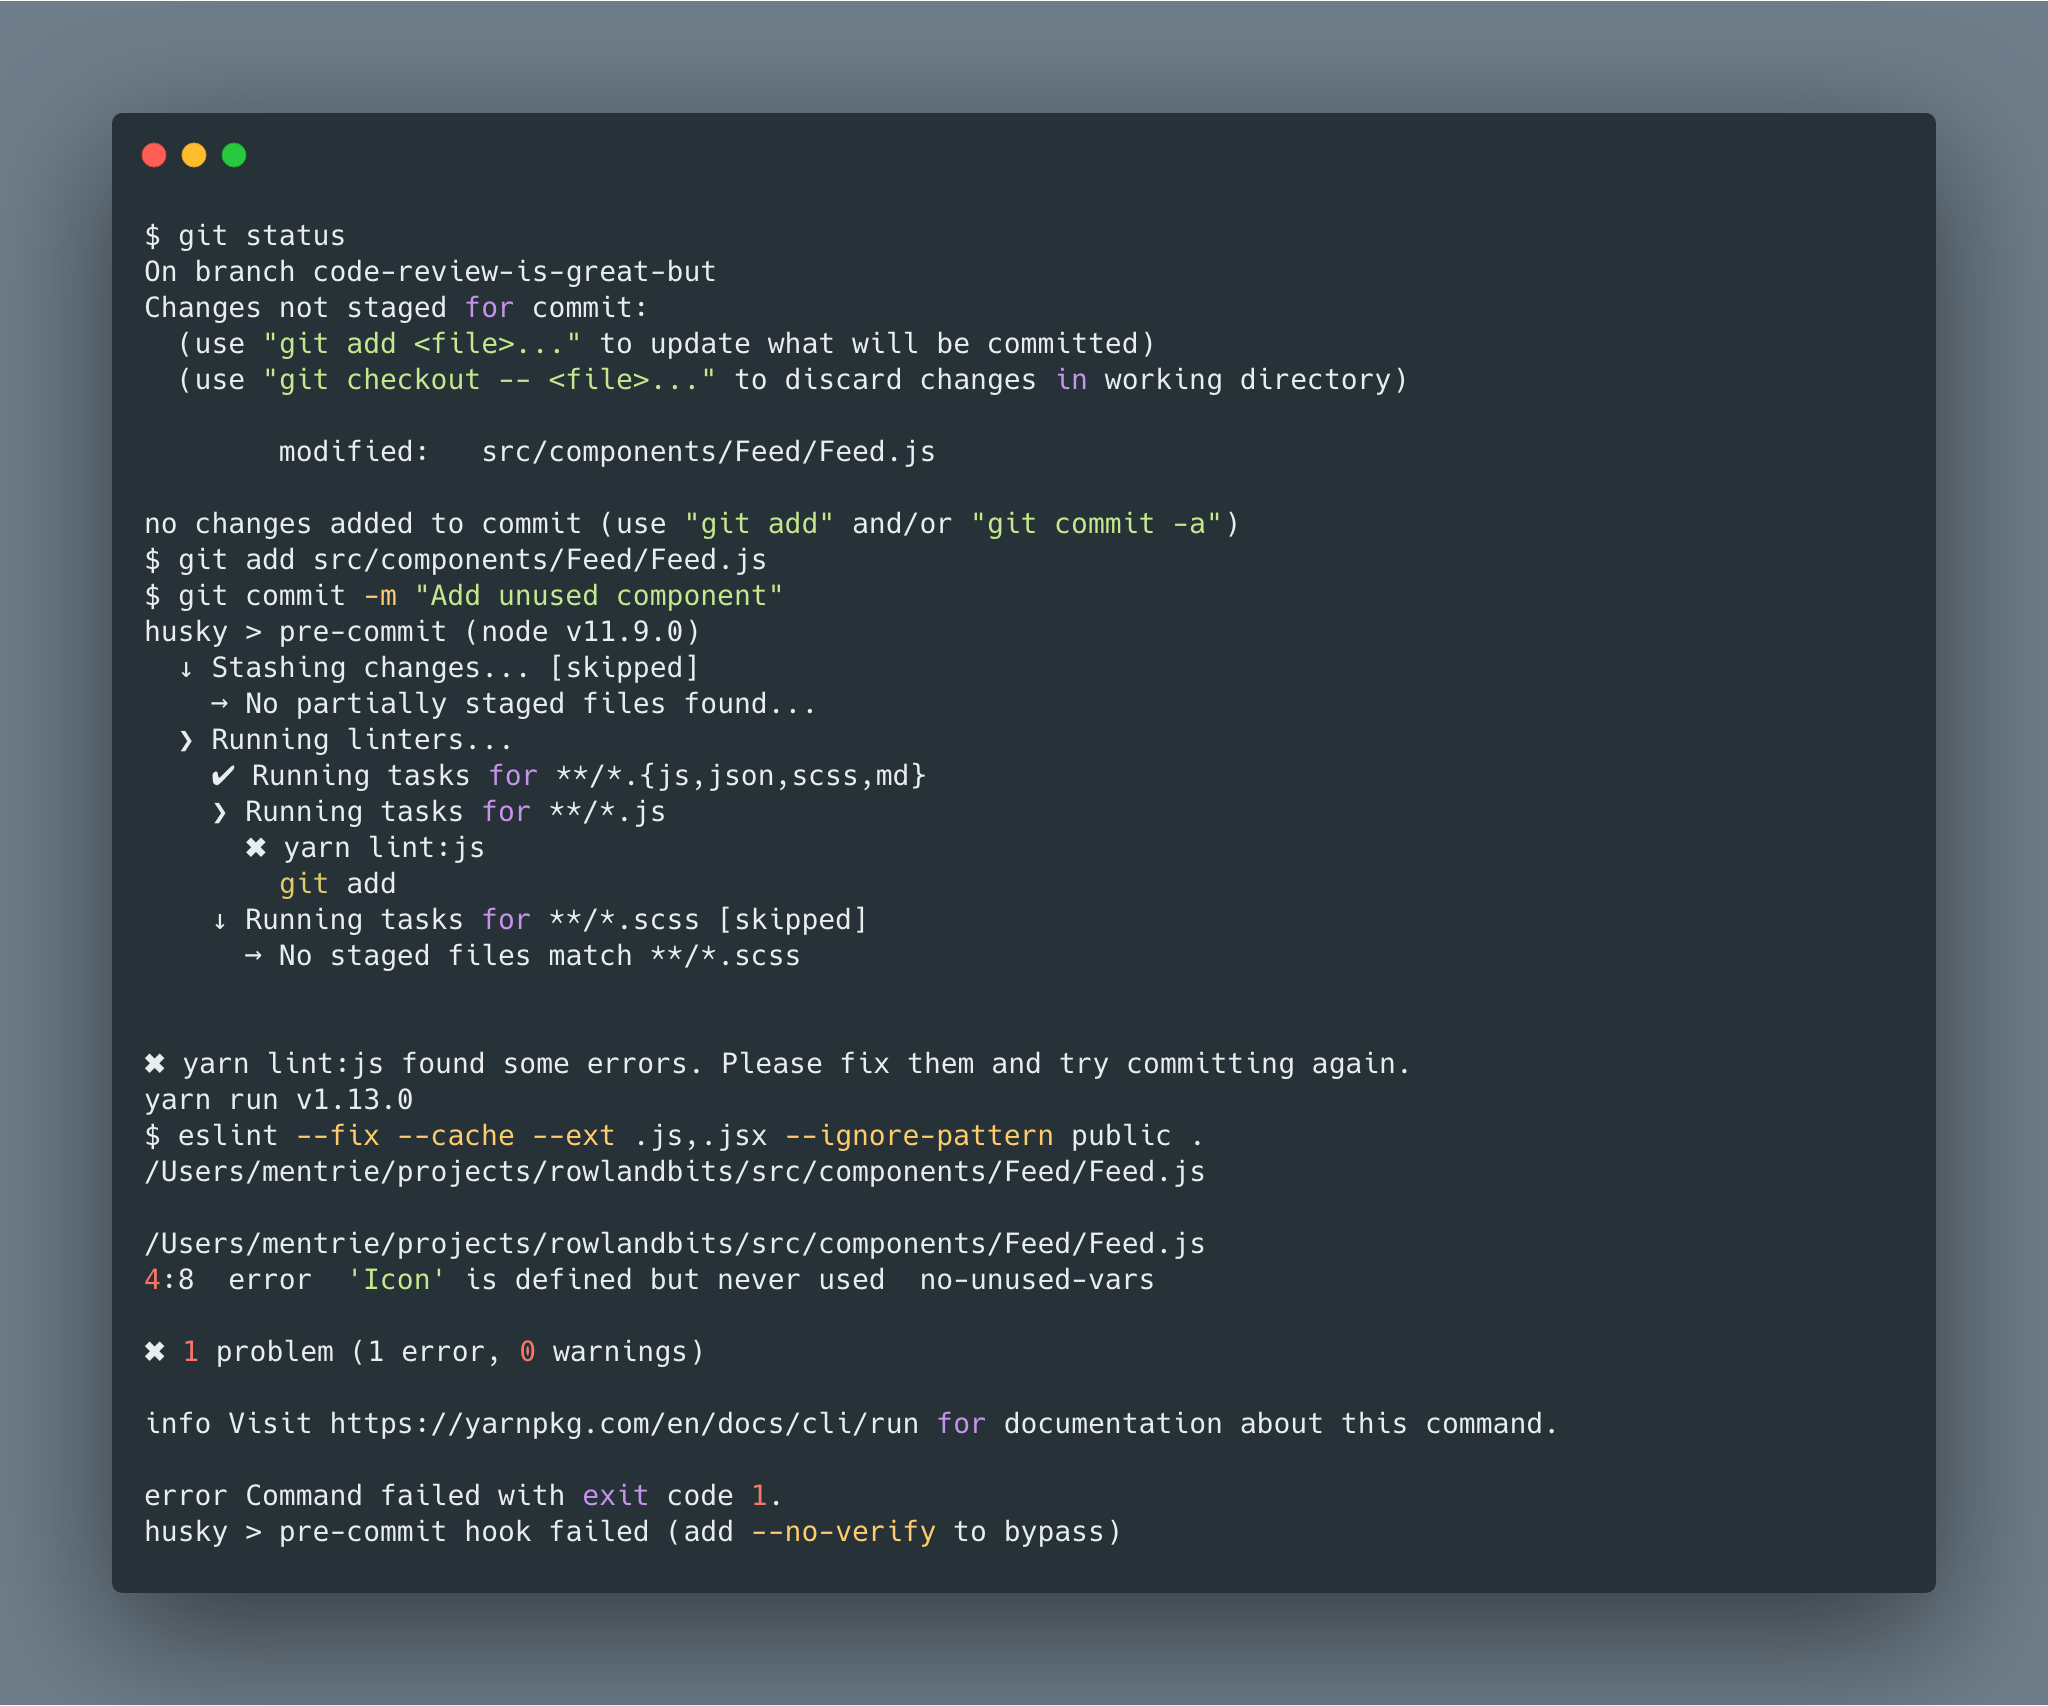 $ git status
On branch code-review-is-great-but
Changes not staged for commit:
  (use "git add <file>..." to update what will be committed)
  (use "git checkout -- <file>..." to discard changes in working directory)

        modified:   src/components/Feed/Feed.js

no changes added to commit (use "git add" and/or "git commit -a")
$ git add src/components/Feed/Feed.js
$ git commit -m "Add unused component"
husky > pre-commit (node v11.9.0)
  ↓ Stashing changes... [skipped]
    → No partially staged files found...
  ❯ Running linters...
    ✔ Running tasks for **/*.{js,json,scss,md}
    ❯ Running tasks for **/*.js
      ✖ yarn lint:js
        git add
    ↓ Running tasks for **/*.scss [skipped]
      → No staged files match **/*.scss


✖ yarn lint:js found some errors. Please fix them and try committing again.
yarn run v1.13.0
$ eslint --fix --cache --ext .js,.jsx --ignore-pattern public .
/Users/mentrie/projects/rowlandbits/src/components/Feed/Feed.js

/Users/mentrie/projects/rowlandbits/src/components/Feed/Feed.js
4:8  error  'Icon' is defined but never used  no-unused-vars

✖ 1 problem (1 error, 0 warnings)

info Visit https://yarnpkg.com/en/docs/cli/run for documentation about this command.

error Command failed with exit code 1.
husky > pre-commit hook failed (add --no-verify to bypass)